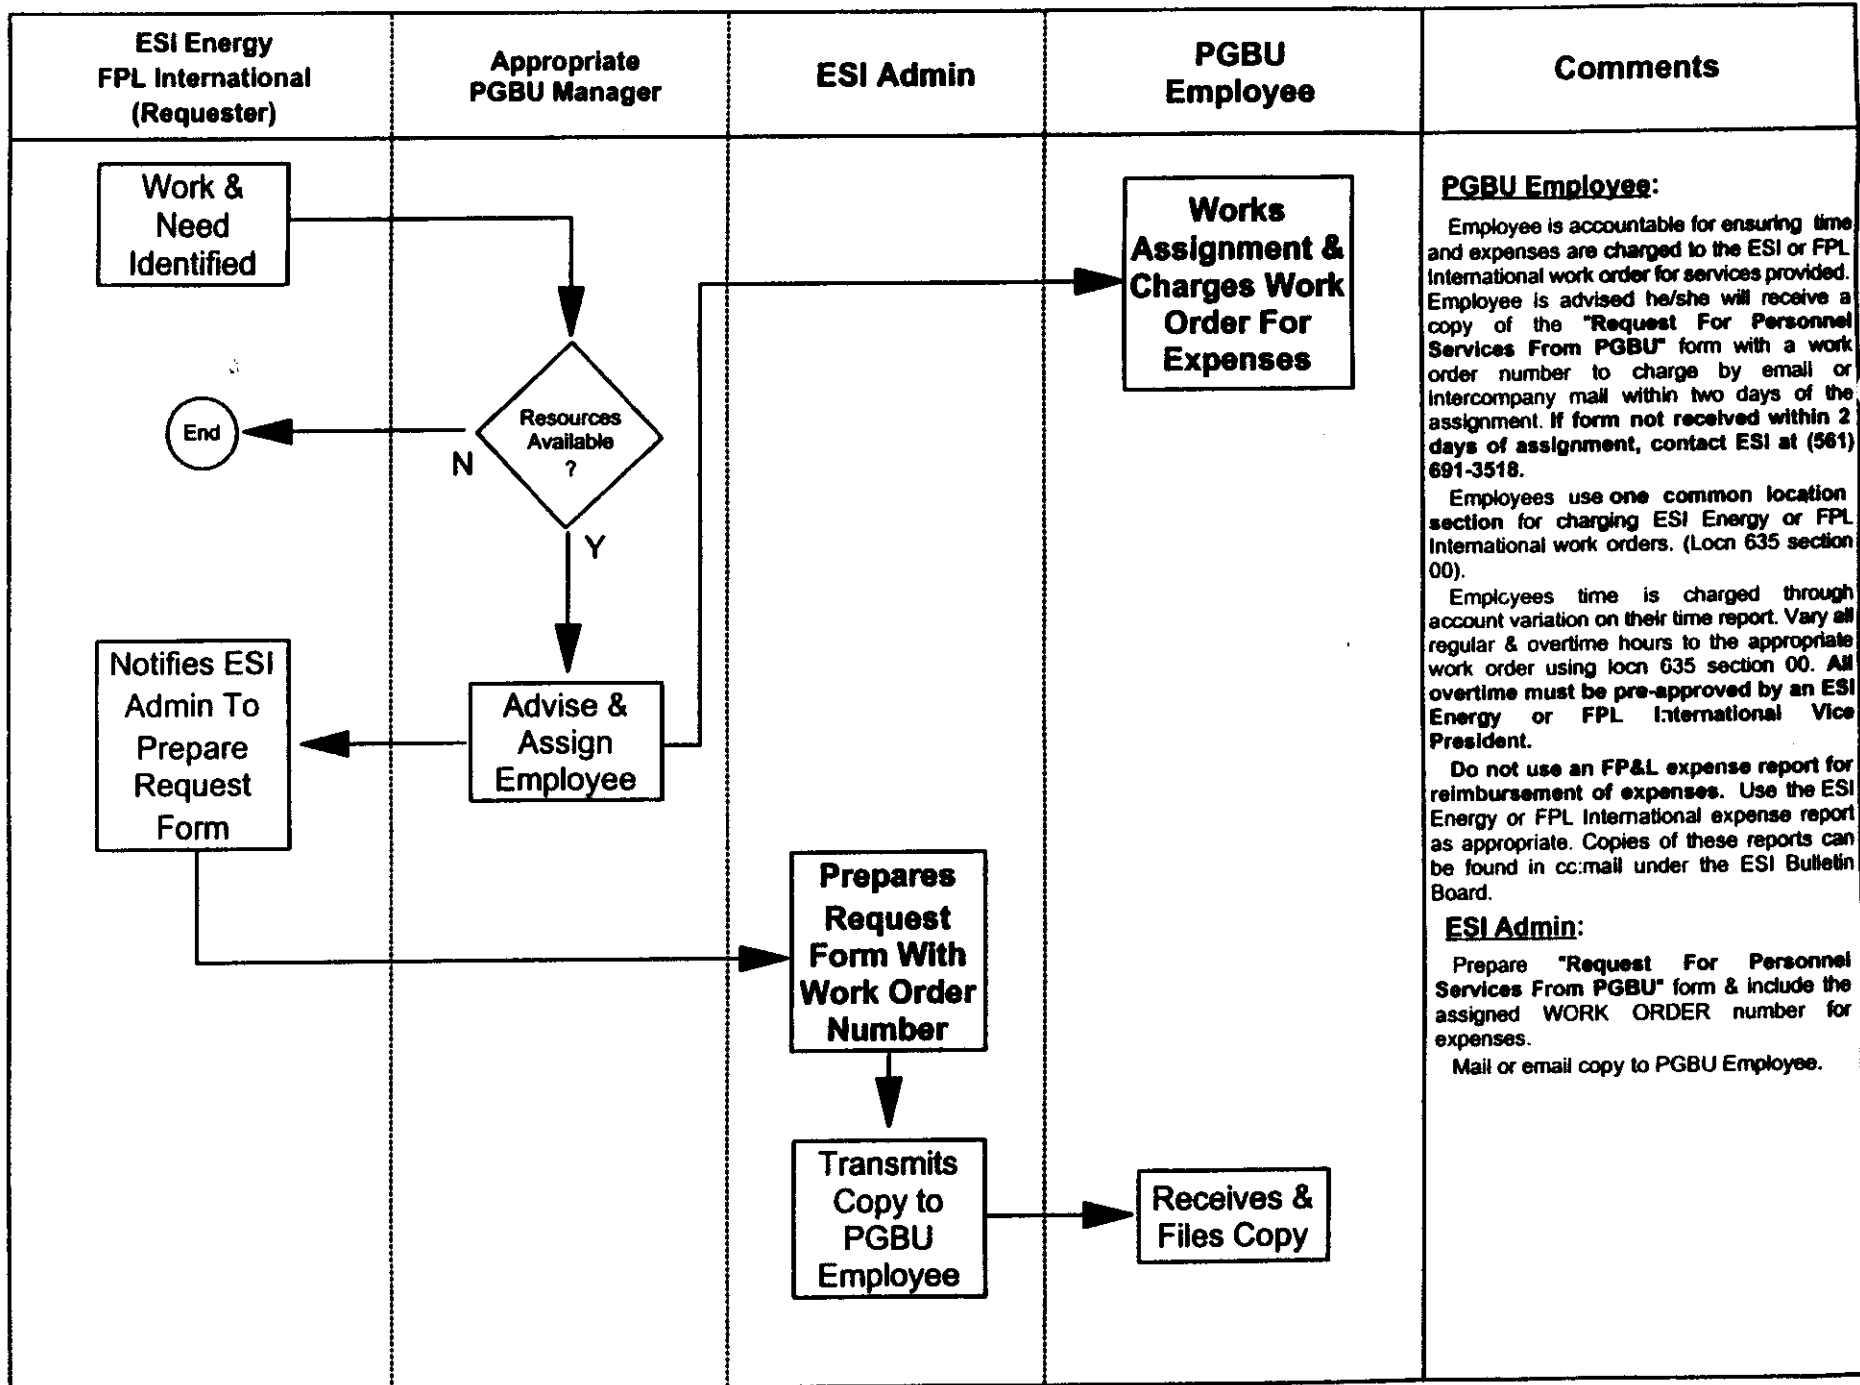 ESI Energy
FPL International
(Requester)
Appropriate
PGBU Manager
ESI Admin
PGBU
Employee
Comments
Work &
Need
Identified
Resources
Available
?
N
End
Y
Advise &
Assign
Employee
Notifies ESI
Admin To
Prepare
Request
Form
Prepares
Request
Form With
Work Order
Number
Transmits
Copy to
PGBU
Employee
Works
Assignment &
Charges Work
Order For
Expenses
Receives &
Files Copy
PGBU Employee:
Employee is accountable for ensuring time
and expenses are charged to the ESI or FPL
International work order for services provided.
Employee is advised he/she will receive a
copy of the "Request For Personnel
Services From PGBU" form with a work
order number to charge by email or
intercompany mail within two days of the
assignment. If form not received within 2
days of assignment, contact ESI at (561)
691-3518.
Employees use one common location
section for charging ESI Energy or FPL
International work orders. (Locn 635 section
00).
Employees time is charged through
account variation on their time report. Vary all
regular & overtime hours to the appropriate
work order using locn 635 section 00. All
overtime must be pre-approved by an ESI
Energy or FPL International Vice
President.
Do not use an FP&L expense report for
reimbursement of expenses. Use the ESI
Energy or FPL International expense report
as appropriate. Copies of these reports can
be found in cc:mail under the ESI Bulletin
Board.
ESI Admin:
Prepare "Request For Personnel
Services From PGBU" form & include the
assigned WORK ORDER number for
expenses.
Mail or email copy to PGBU Employee.